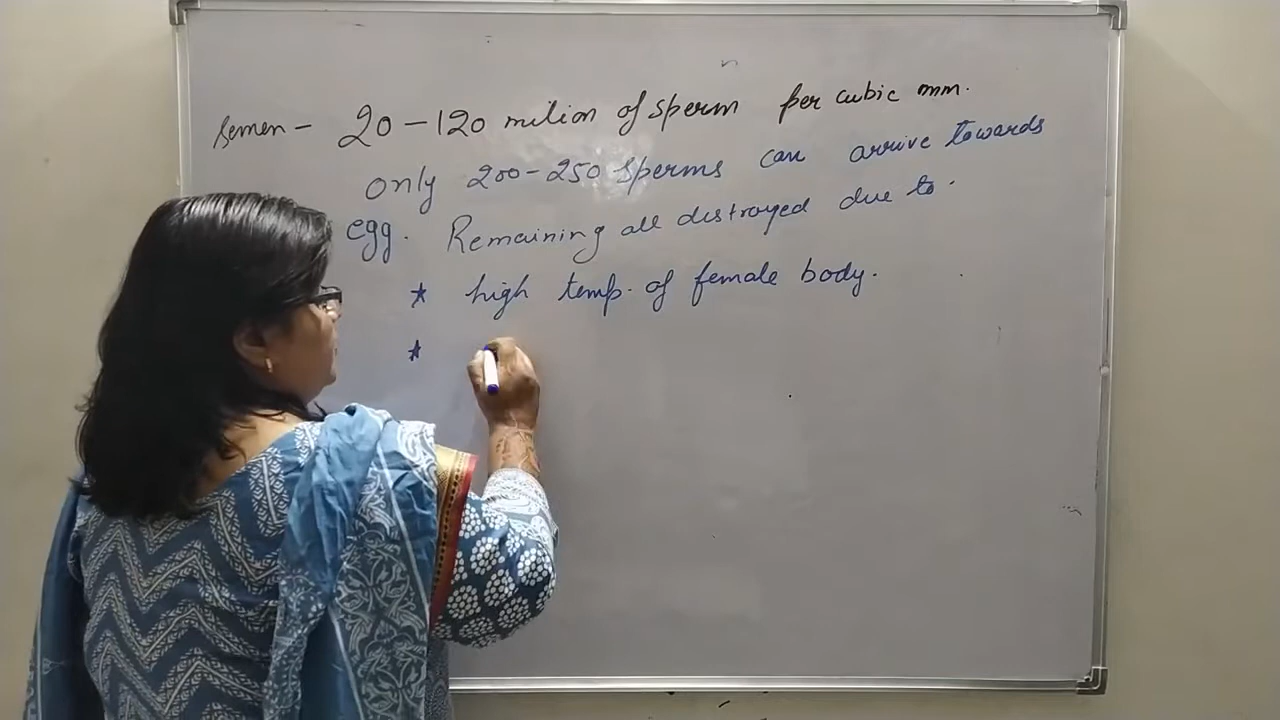 semen - 20-120 milion of sperm per cubic mm.
only 200-250 sperms can arrive towards
egg. Remaining all distroyed due to.
* high temp. of female body.
*